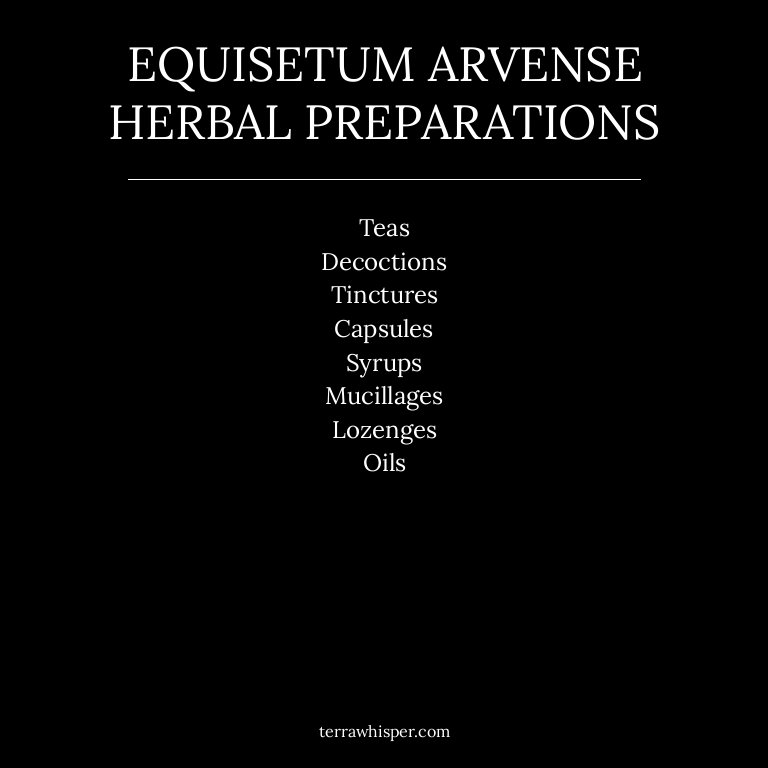 EQUISETUM ARVENSE
HERBAL PREPARATIONS
Teas
Decoctions
Tinctures
Capsules
Syrups
Mucillages
Lozenges
Oils
terrawhisper.com